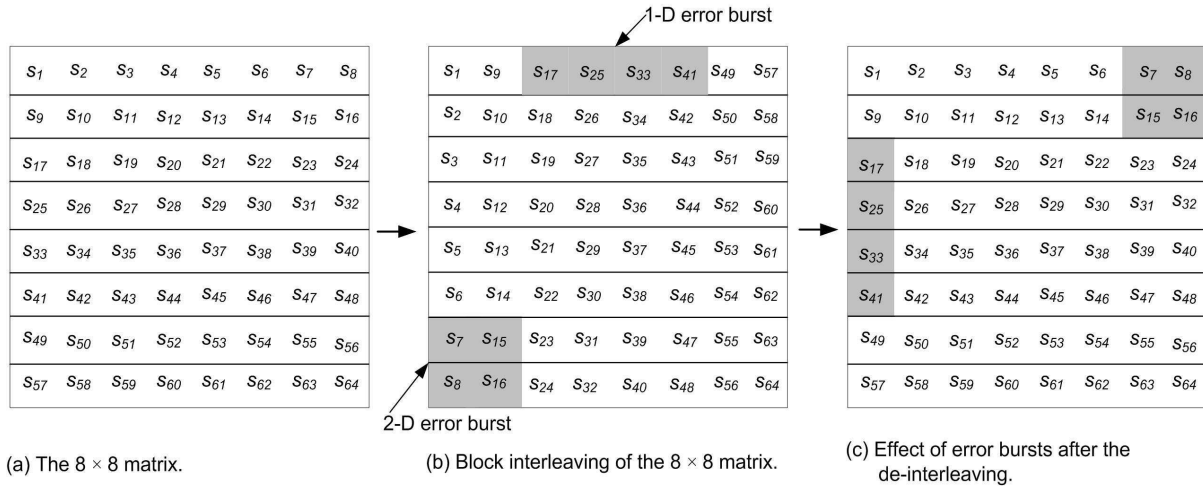 1-D error burst
s1 s2 s3 s4 s5 s6 s7 s8
s9 s10 s11 s12 s13 s14 s15 s16
s17 s18 s19 s20 s21 s22 s23 s24
s25 s26 s27 s28 s29 s30 s31 s32
s33 s34 s35 s36 s37 s38 s39 s40
s41 s42 s43 s44 s45 s46 s47 s48
s49 s50 s51 s52 s53 s54 s55 s56
s57 s58 s59 s60 s61 s62 s63 s64
(a) The 8 × 8 matrix.
s1 s9 s17 s25 s33 s41 s49 s57
s2 s10 s18 s26 s34 s42 s50 s58
s3 s11 s19 s27 s35 s43 s51 s59
s4 s12 s20 s28 s36 s44 s52 s60
s5 s13 s21 s29 s37 s45 s53 s61
s6 s14 s22 s30 s38 s46 s54 s62
s7 s15 s23 s31 s39 s47 s55 s63
s8 s16 s24 s32 s40 s48 s56 s64
2-D error burst
(b) Block interleaving of the 8 × 8 matrix.
s1 s2 s3 s4 s5 s6 s7 s8
s9 s10 s11 s12 s13 s14 s15 s16
s17 s18 s19 s20 s21 s22 s23 s24
s25 s26 s27 s28 s29 s30 s31 s32
s33 s34 s35 s36 s37 s38 s39 s40
s41 s42 s43 s44 s45 s46 s47 s48
s49 s50 s51 s52 s53 s54 s55 s56
s57 s58 s59 s60 s61 s62 s63 s64
(c) Effect of error bursts after the
de-interleaving.